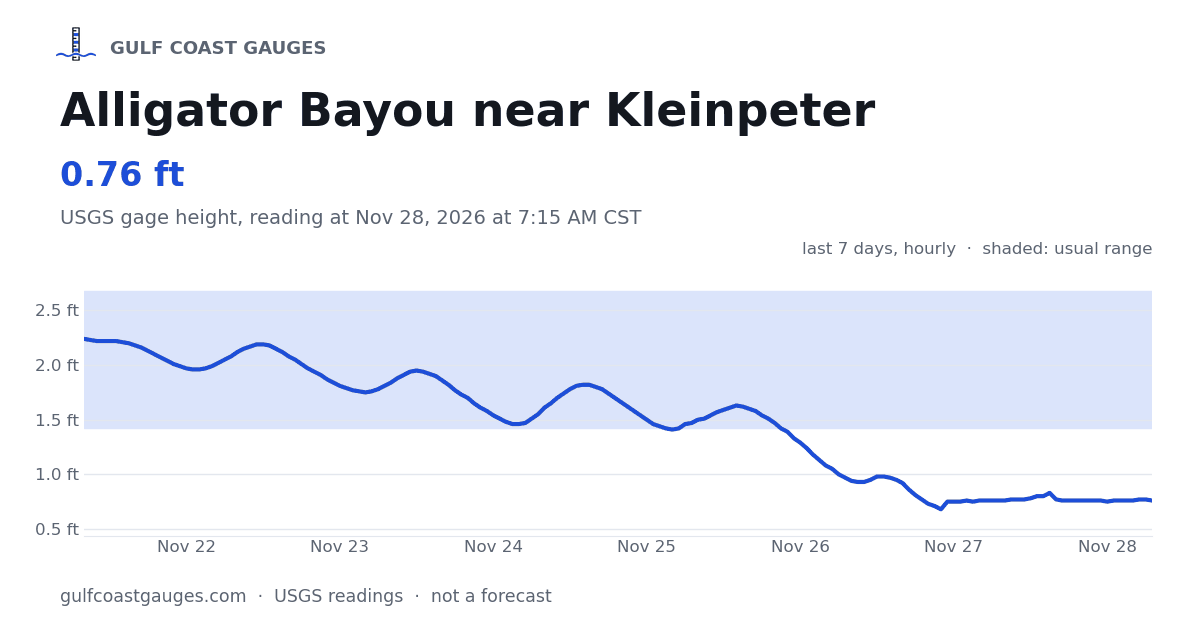 GULF COAST GAUGES
Alligator Bayou near Kleinpeter
0.76 ft
USGS gage height, reading at Nov 28, 2026 at 7:15 AM CST
last 7 days, hourly · shaded: usual range
2.5 ft
2.0 ft
1.5 ft
1.0 ft
0.5 ft
Nov 22 Nov 23 Nov 24 Nov 25 Nov 26 Nov 27 Nov 28
gulfcoastgauges.com · USGS readings · not a forecast